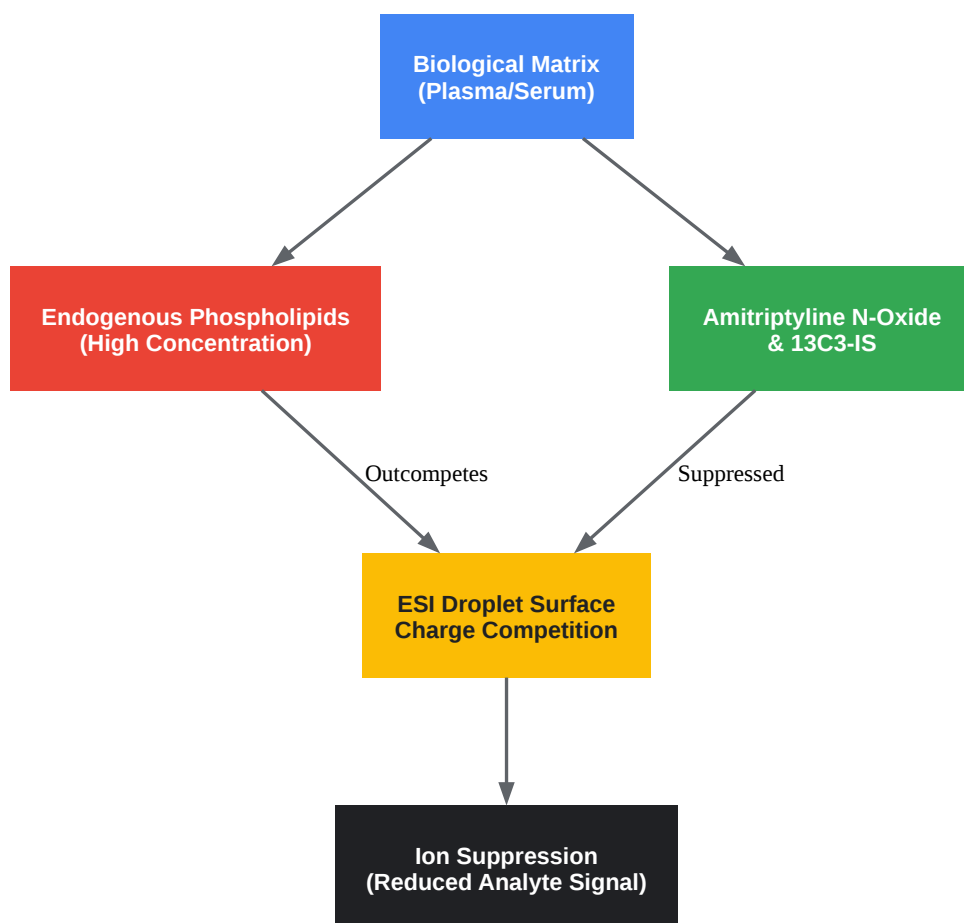 Biological Matrix
(Plasma/Serum)
Endogenous Phospholipids
(High Concentration)
Amitriptyline N-Oxide
& 13C3-IS
Outcompetes
Suppressed
ESI Droplet Surface
Charge Competition
Ion Suppression
(Reduced Analyte Signal)